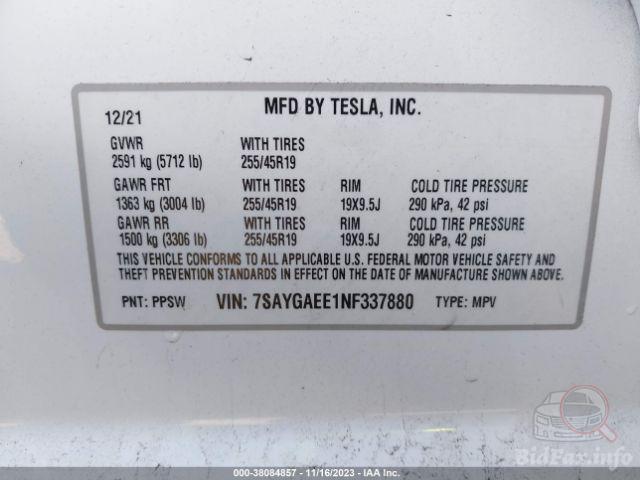 12/21 MFD BY TESLA, INC.
GVWR WITH TIRES
2591 kg (5712 lb) 255/45R19
GAWR FRT WITH TIRES RIM COLD TIRE PRESSURE
1363 kg (3004 lb) 255/45R19 19X9.5J 290 kPa, 42 psi
GAWR RR WITH TIRES RIM COLD TIRE PRESSURE
1500 kg (3306 lb) 255/45R19 19X9.5J 290 kPa, 42 psi
THIS VEHICLE CONFORMS TO ALL APPLICABLE U.S. FEDERAL MOTOR VEHICLE SAFETY AND
THEFT PREVENTION STANDARDS IN EFFECT ON THE DATE OF MANUFACTURE SHOWN ABOVE.
PNT: PPSW VIN: 7SAYGAEE1NF337880 TYPE: MPV
BidFax.info
000-38084857 - 11/16/2023 - IAA Inc.